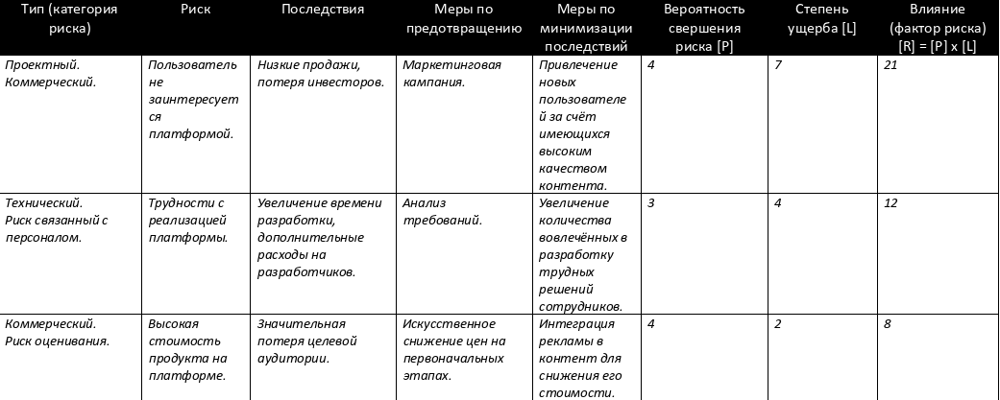 Тип (категория
риска)
Риск
Последствия
Меры по
предотвращению
Меры по
минимизации
последствий
Вероятность
свершения
риска [P]
Степень
ущерба [L]
Влияние
(фактор риска)
[R] = [P] x [L]
Проектный.
Коммерческий.
Пользователь
не
заинтересует
ся
платформой.
Низкие продажи,
потеря инвесторов.
Маркетинговая
кампания.
Привлечение
новых
пользователе
й за счёт
имеющихся
высоким
качеством
контента.
4
7
21
Технический.
Риск связанный с
персоналом.
Трудности с
реализацией
платформы.
Увеличение времени
разработки,
дополнительные
расходы на
разработчиков.
Анализ
требований.
Увеличение
количества
вовлечённых в
разработку
трудных
решений
сотрудников.
3
4
12
Коммерческий.
Риск оценивания.
Высокая
стоимость
продукта на
платформе.
Значительная
потеря целевой
аудитории.
Искусственное
снижение цен на
первоначальных
этапах.
Интеграция
рекламы в
контент для
снижения его
стоимости.
4
2
8